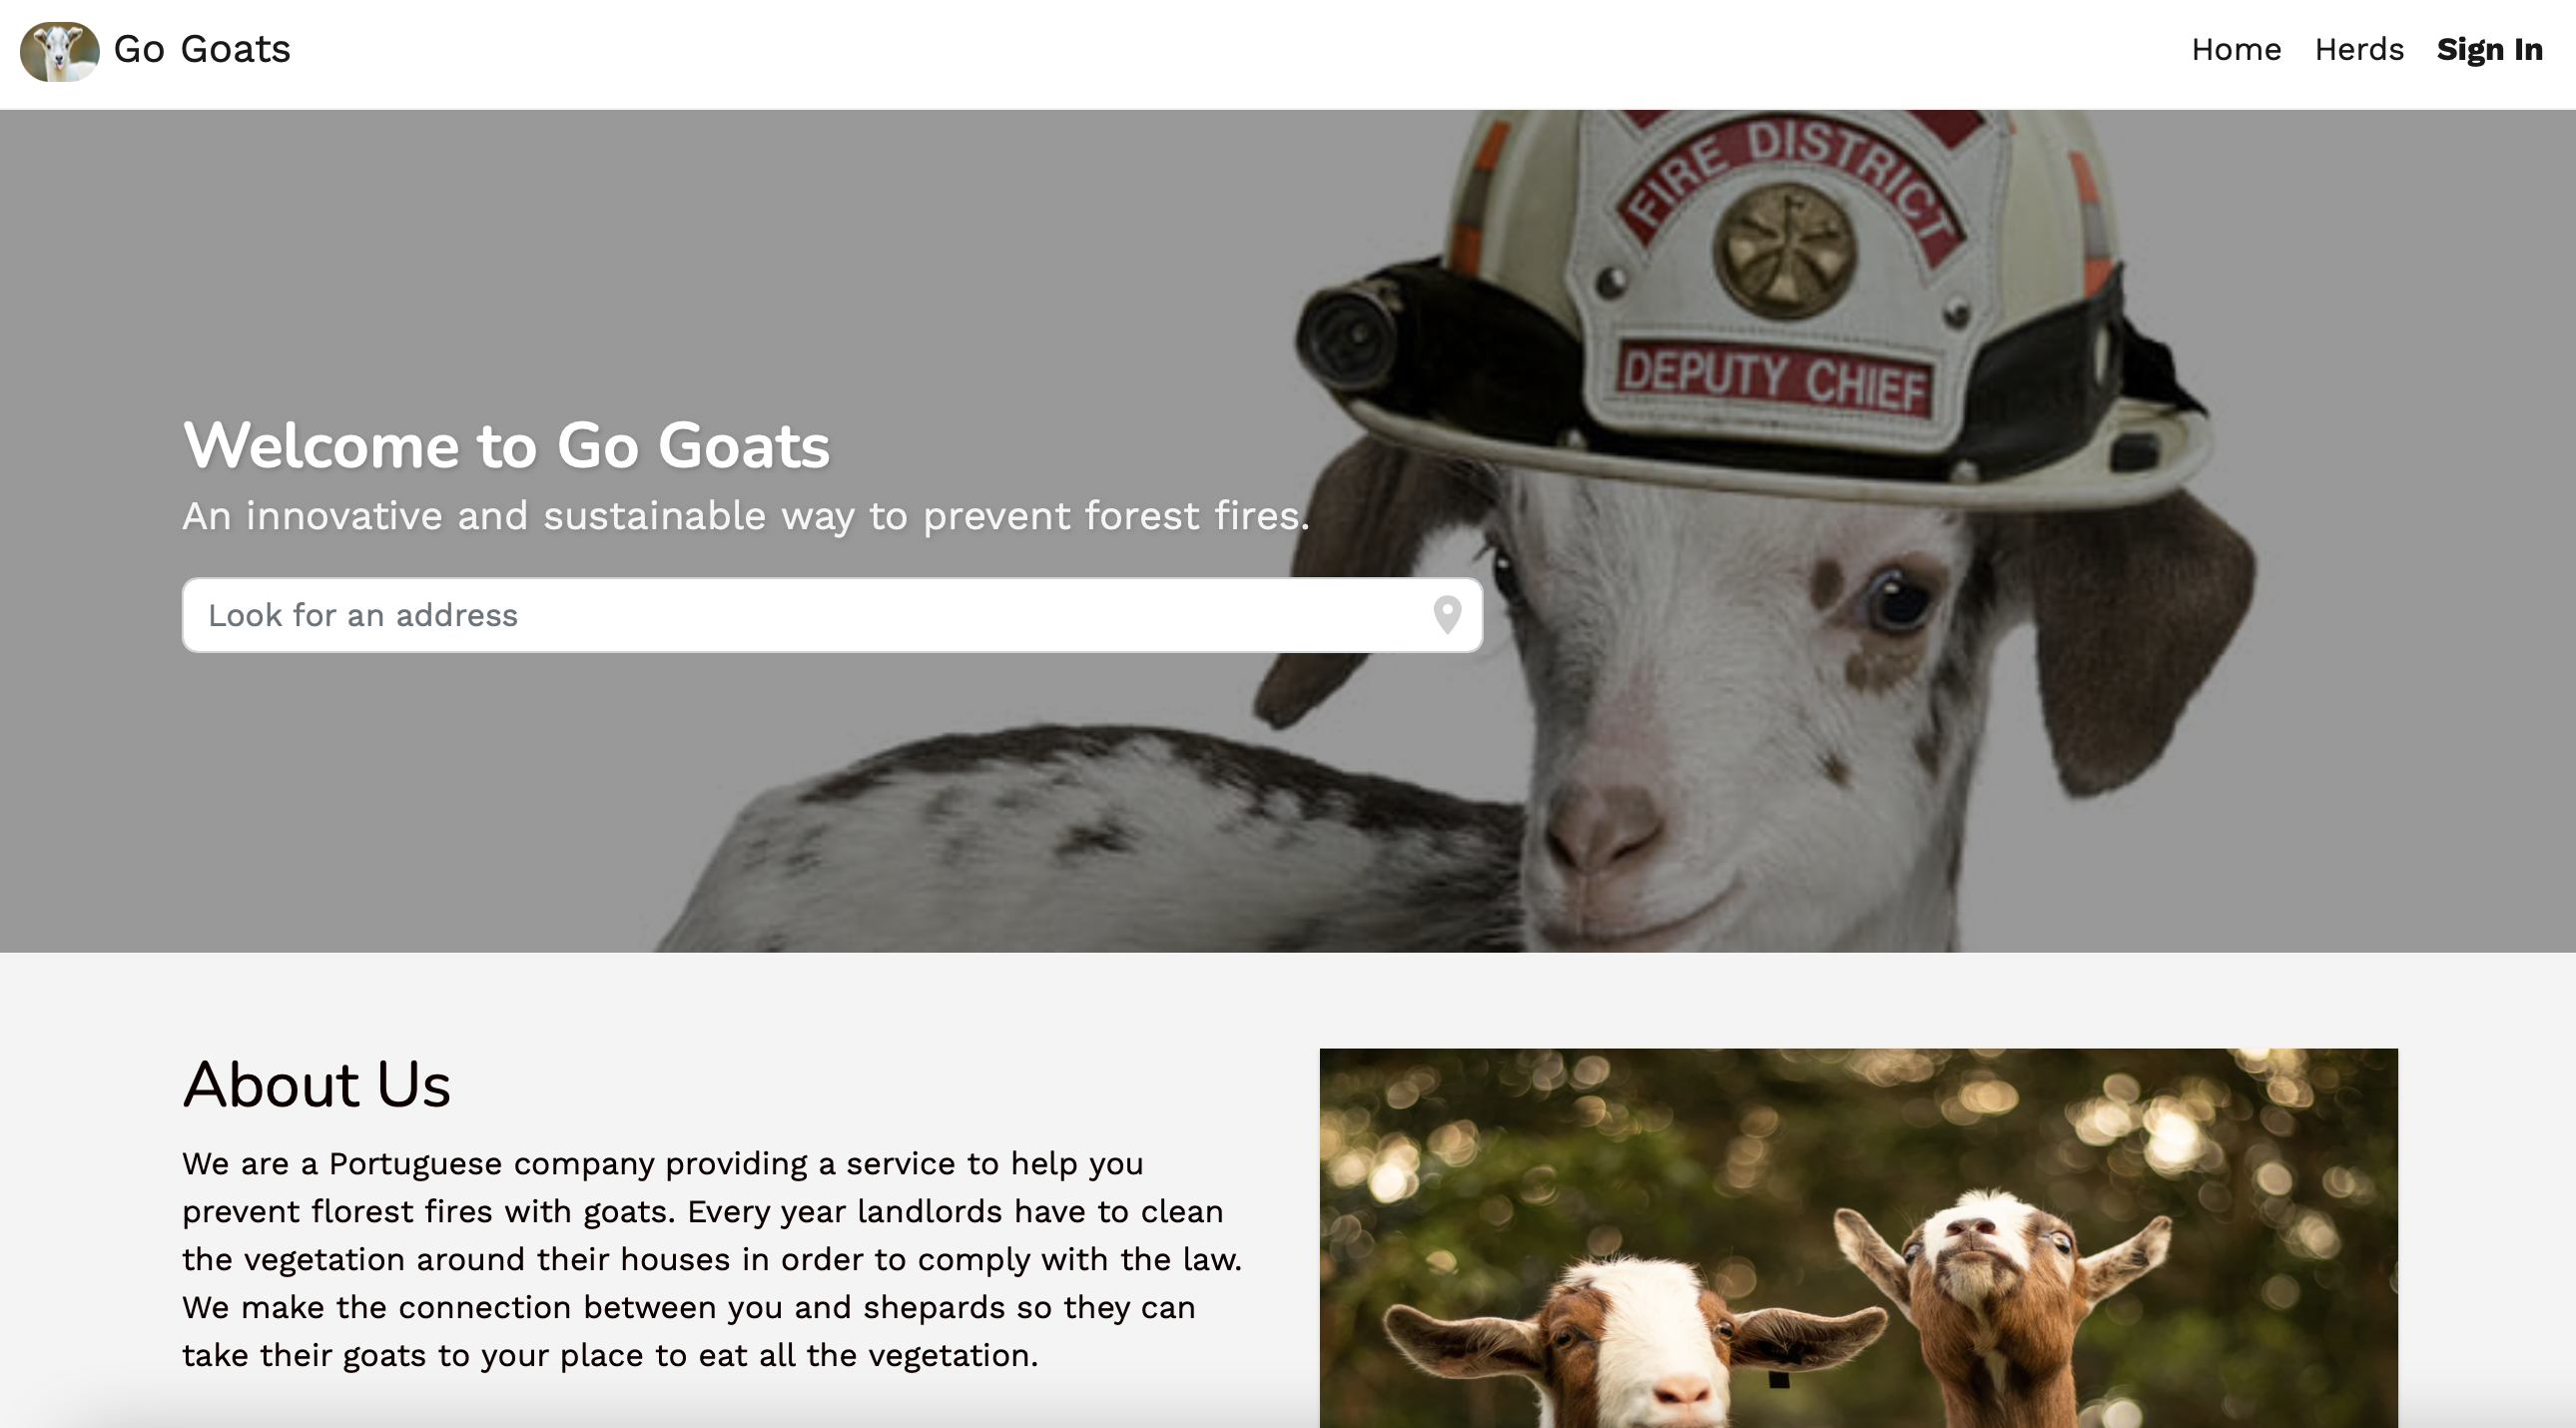 Go Goats
Home Herds Sign In
FIRE DISTRICT
DEPUTY CHIEF
Welcome to Go Goats
An innovative and sustainable way to prevent forest fires.
Look for an address
About Us
We are a Portuguese company providing a service to help you
prevent florest fires with goats. Every year landlords have to clean
the vegetation around their houses in order to comply with the law.
We make the connection between you and shepards so they can
take their goats to your place to eat all the vegetation.